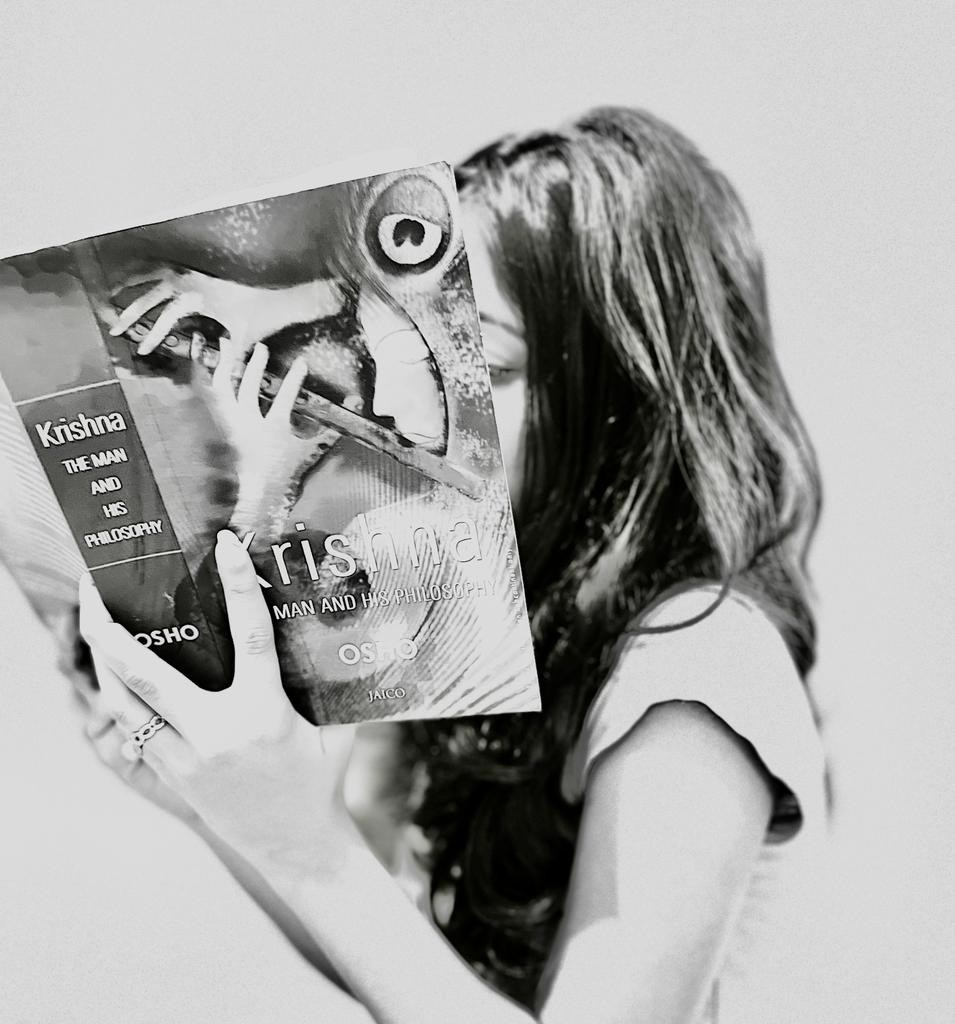 Krishna
THE MAN
AND
HIS
PHILOSOPHY
OSHO
Krishna
MAN AND HIS PHILOSOPHY
OSHO
JAICO